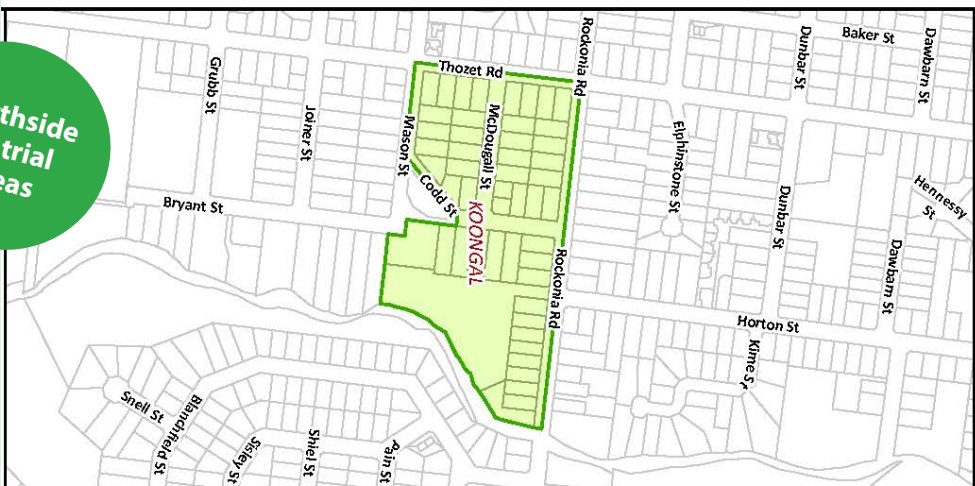 Baker St
Dawbarn St
Dunbar St
Rockonia Rd
Thozet Rd
Grubb St
Joiner St
Mason St
McDougall St
Elphinstone St
thside
trial
eas
Codd St
Hennessy
St
Bryant St
KOONGAL
Dunbar St
Dawbarn St
Rockonia Rd
Horton St
Kime St
Snell St
Blanchfield St
Sisley St
Shiel St
Pain St